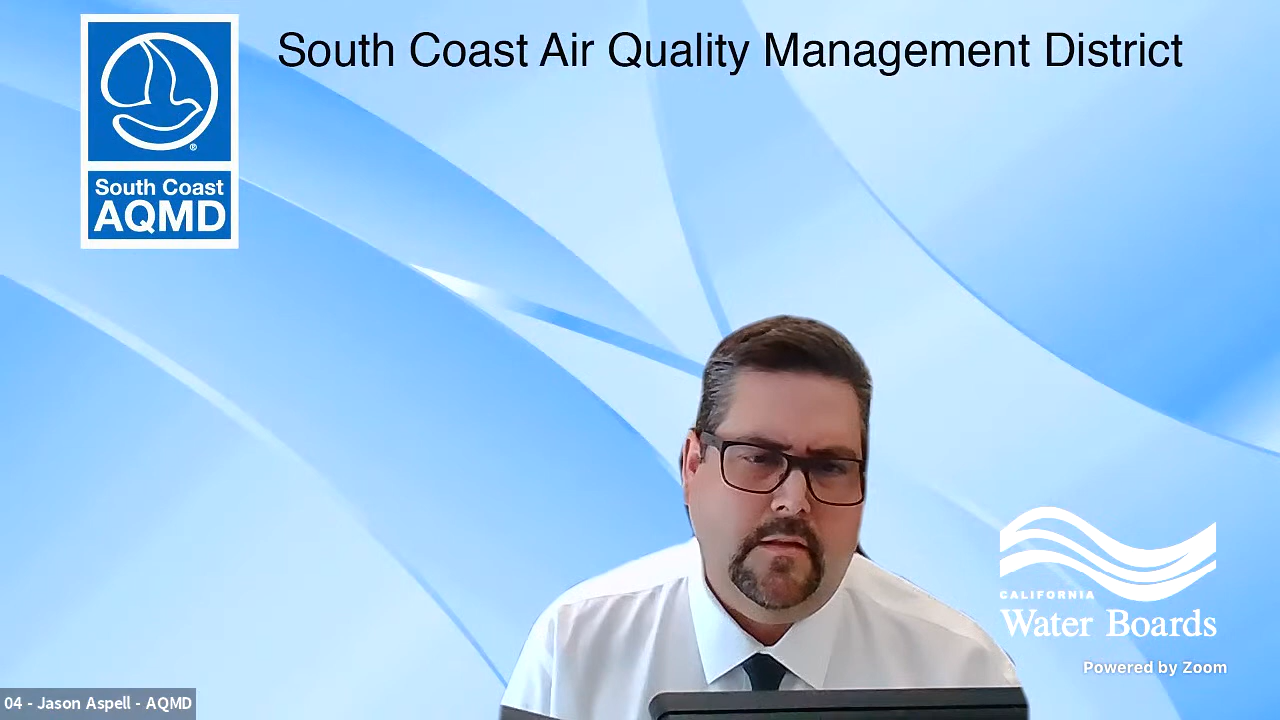 South Coast Air Quality Management District
South Coast
AQMD
CALIFORNIA
Water Boards
Powered by Zoom
04 - Jason Aspell - AQMD